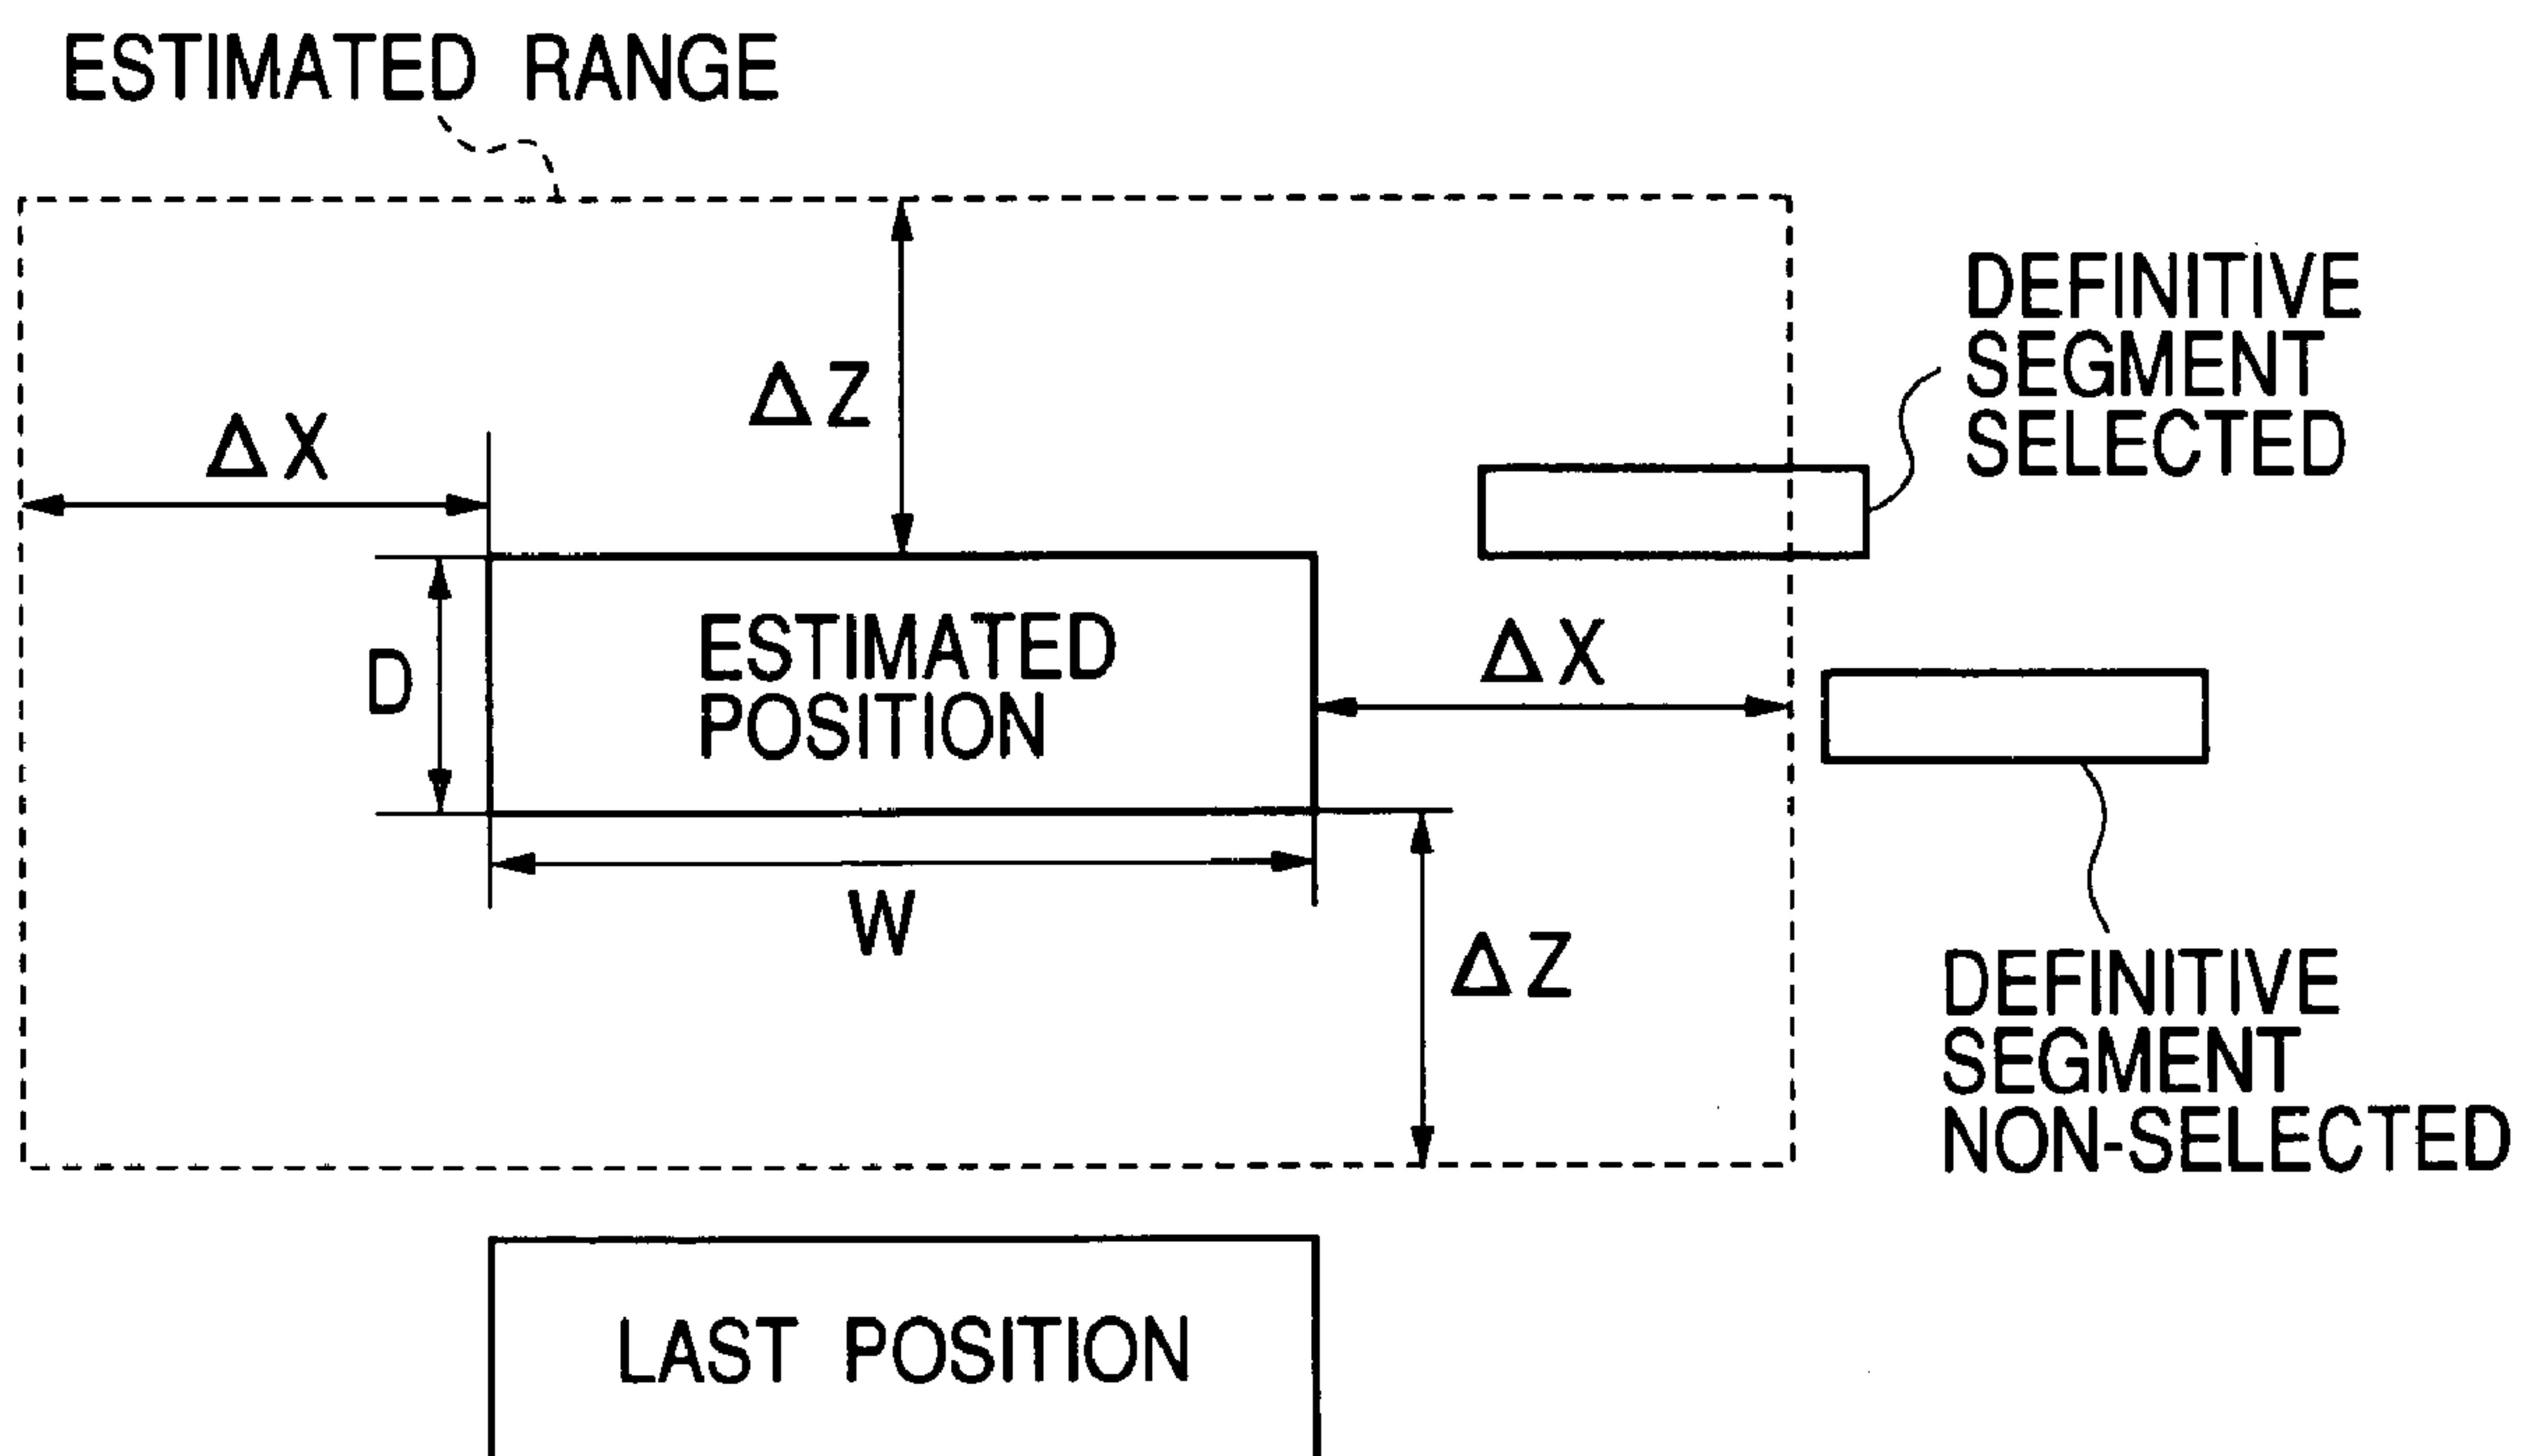 ESTIMATED RANGE
ΔZ
ΔX
DEFINITIVE
SEGMENT
SELECTED
D
ESTIMATED
POSITION
ΔX
W
ΔZ
DEFINITIVE
SEGMENT
NON-SELECTED
LAST POSITION